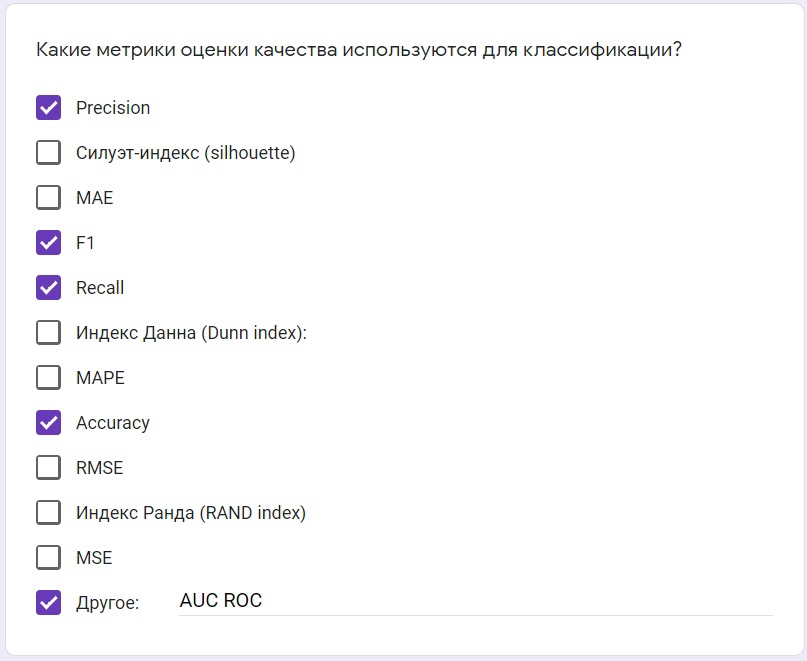 Какие метрики оценки качества используются для классификации?
Precision
Силуэт-индекс (silhouette)
MAE
F1
Recall
Индекс Данна (Dunn index):
MAPE
Accuracy
RMSE
Индекс Ранда (RAND index)
MSE
Другое: AUC ROC